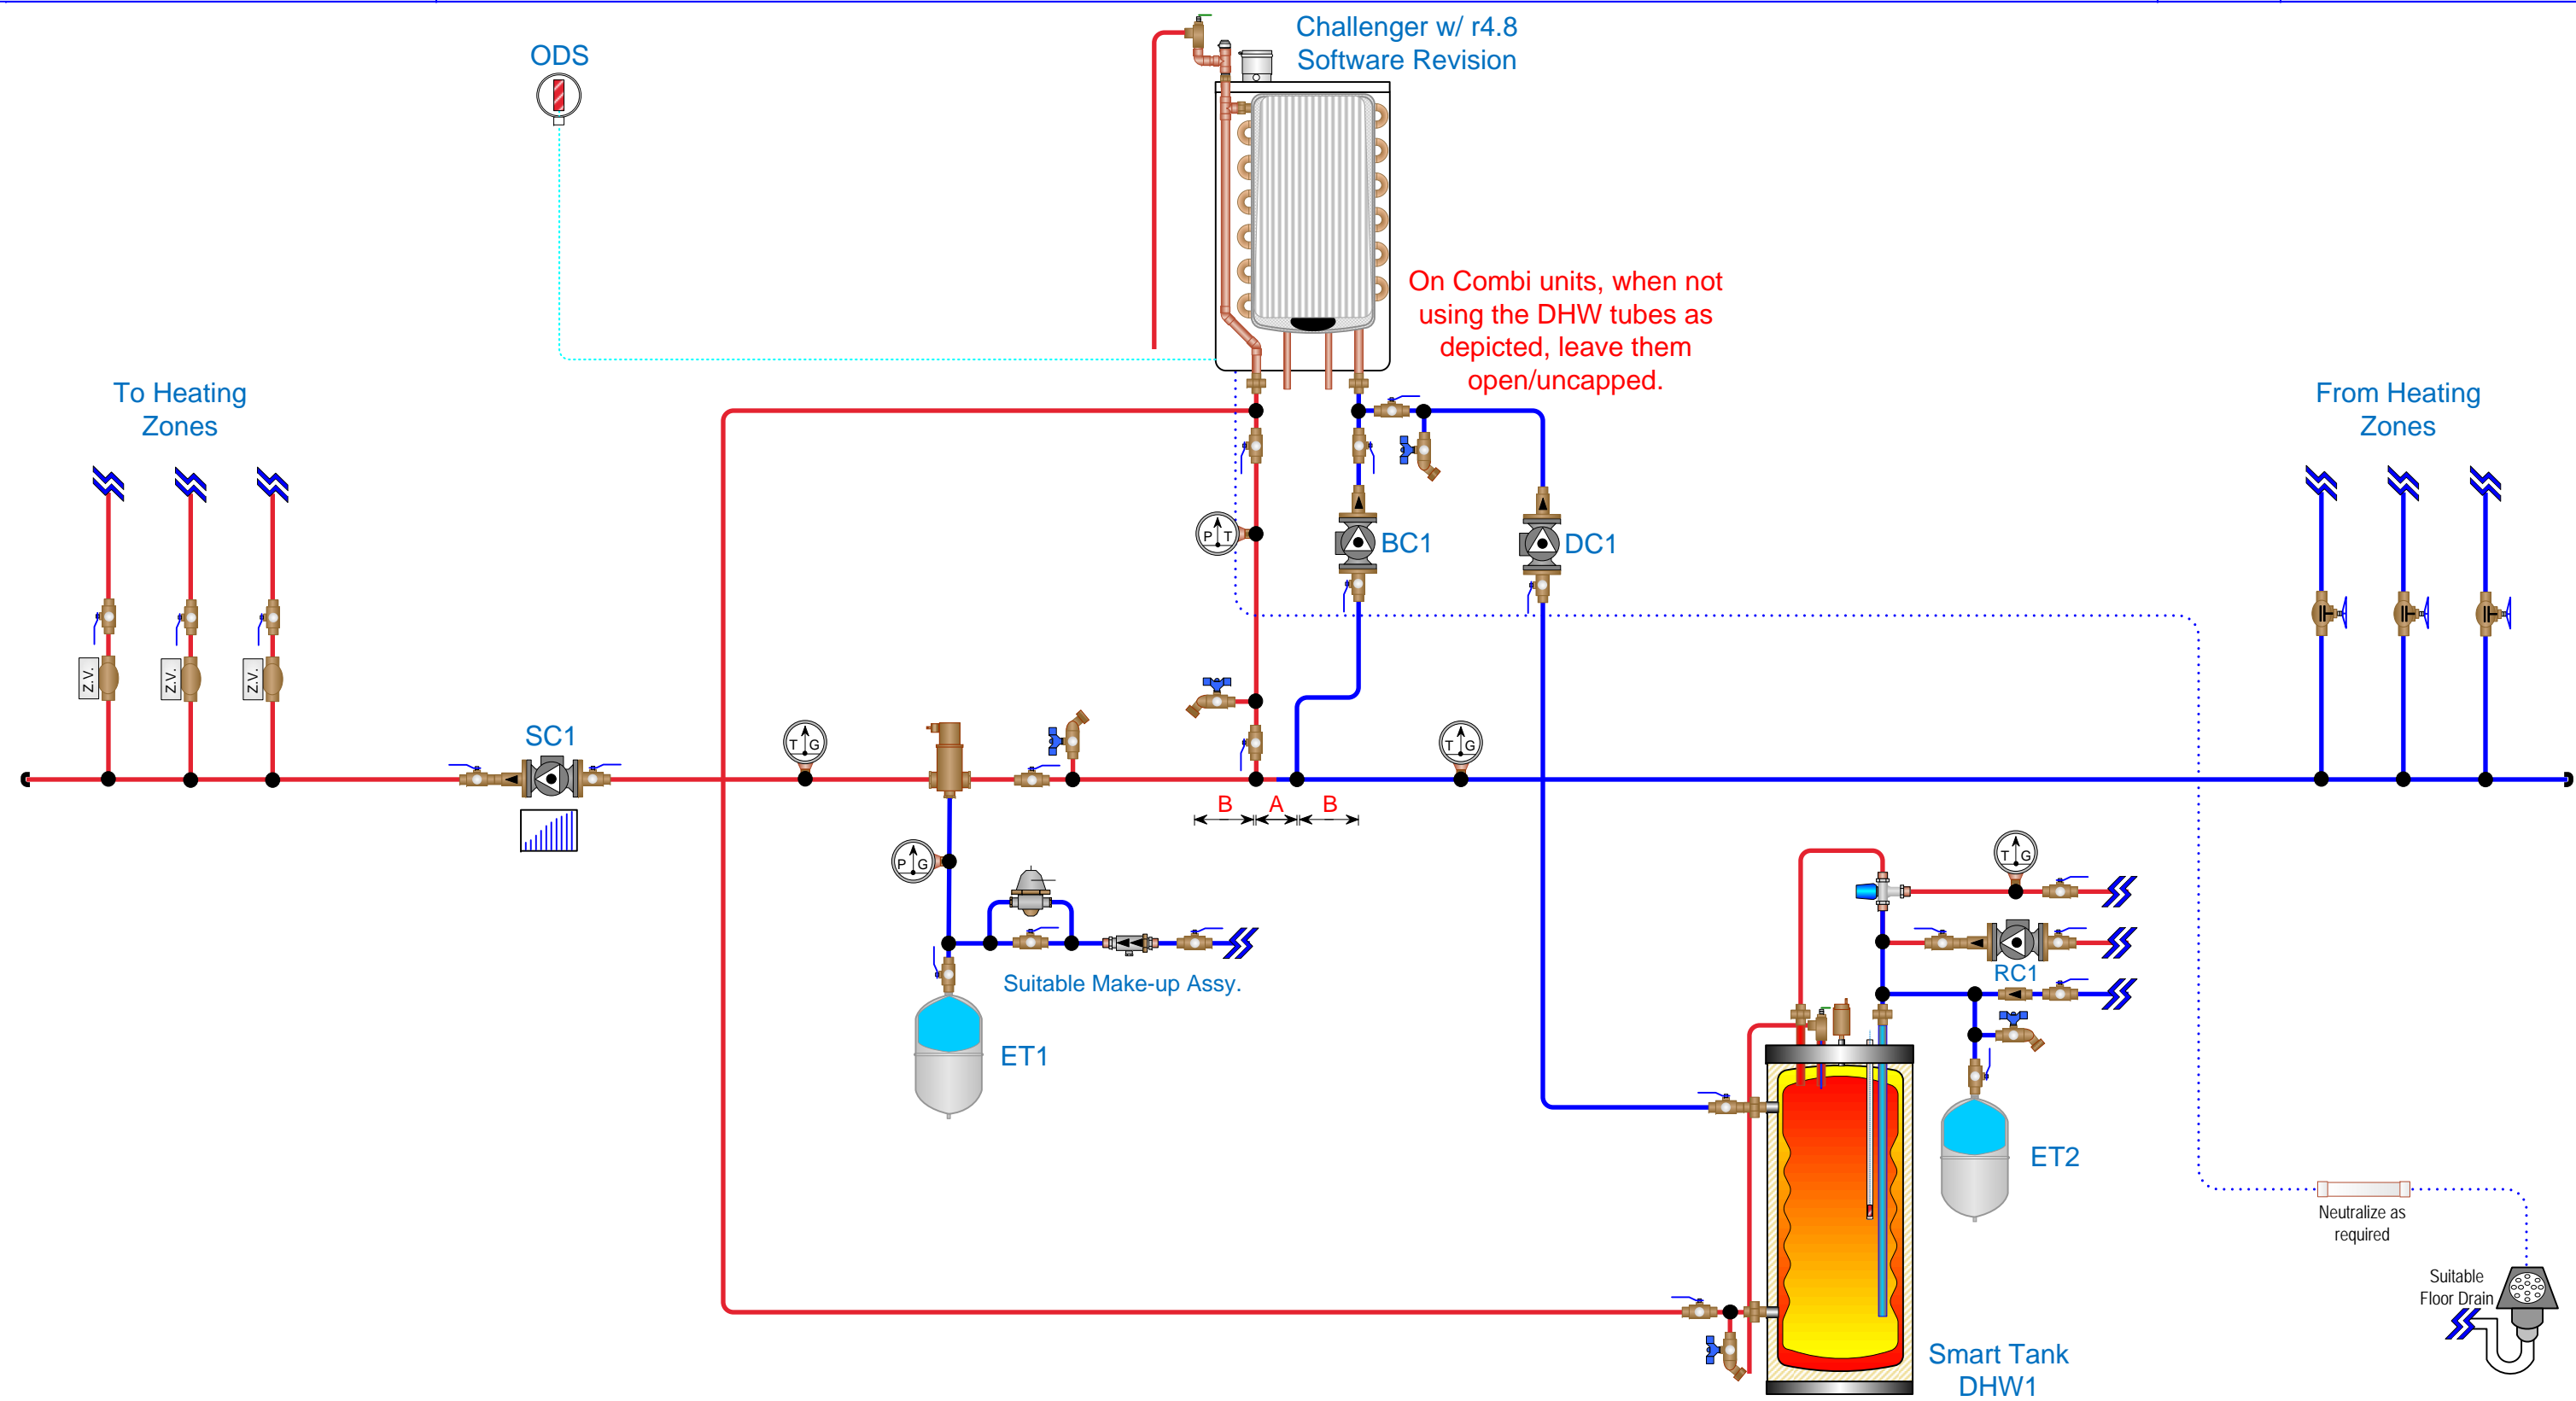 Challenger w/ r4.8
Software Revision
ODS
On Combi units, when not
using the DHW tubes as
depicted, leave them
open/uncapped.
To Heating
Zones
From Heating
Zones
P T
BC1
DC1
Z.V.
Z.V.
Z.V.
SC1
T G
T G
B A B
P G
T G
Suitable Make-up Assy.
RC1
ET1
ET2
Neutralize as
required
Suitable
Floor Drain
Smart Tank
DHW1